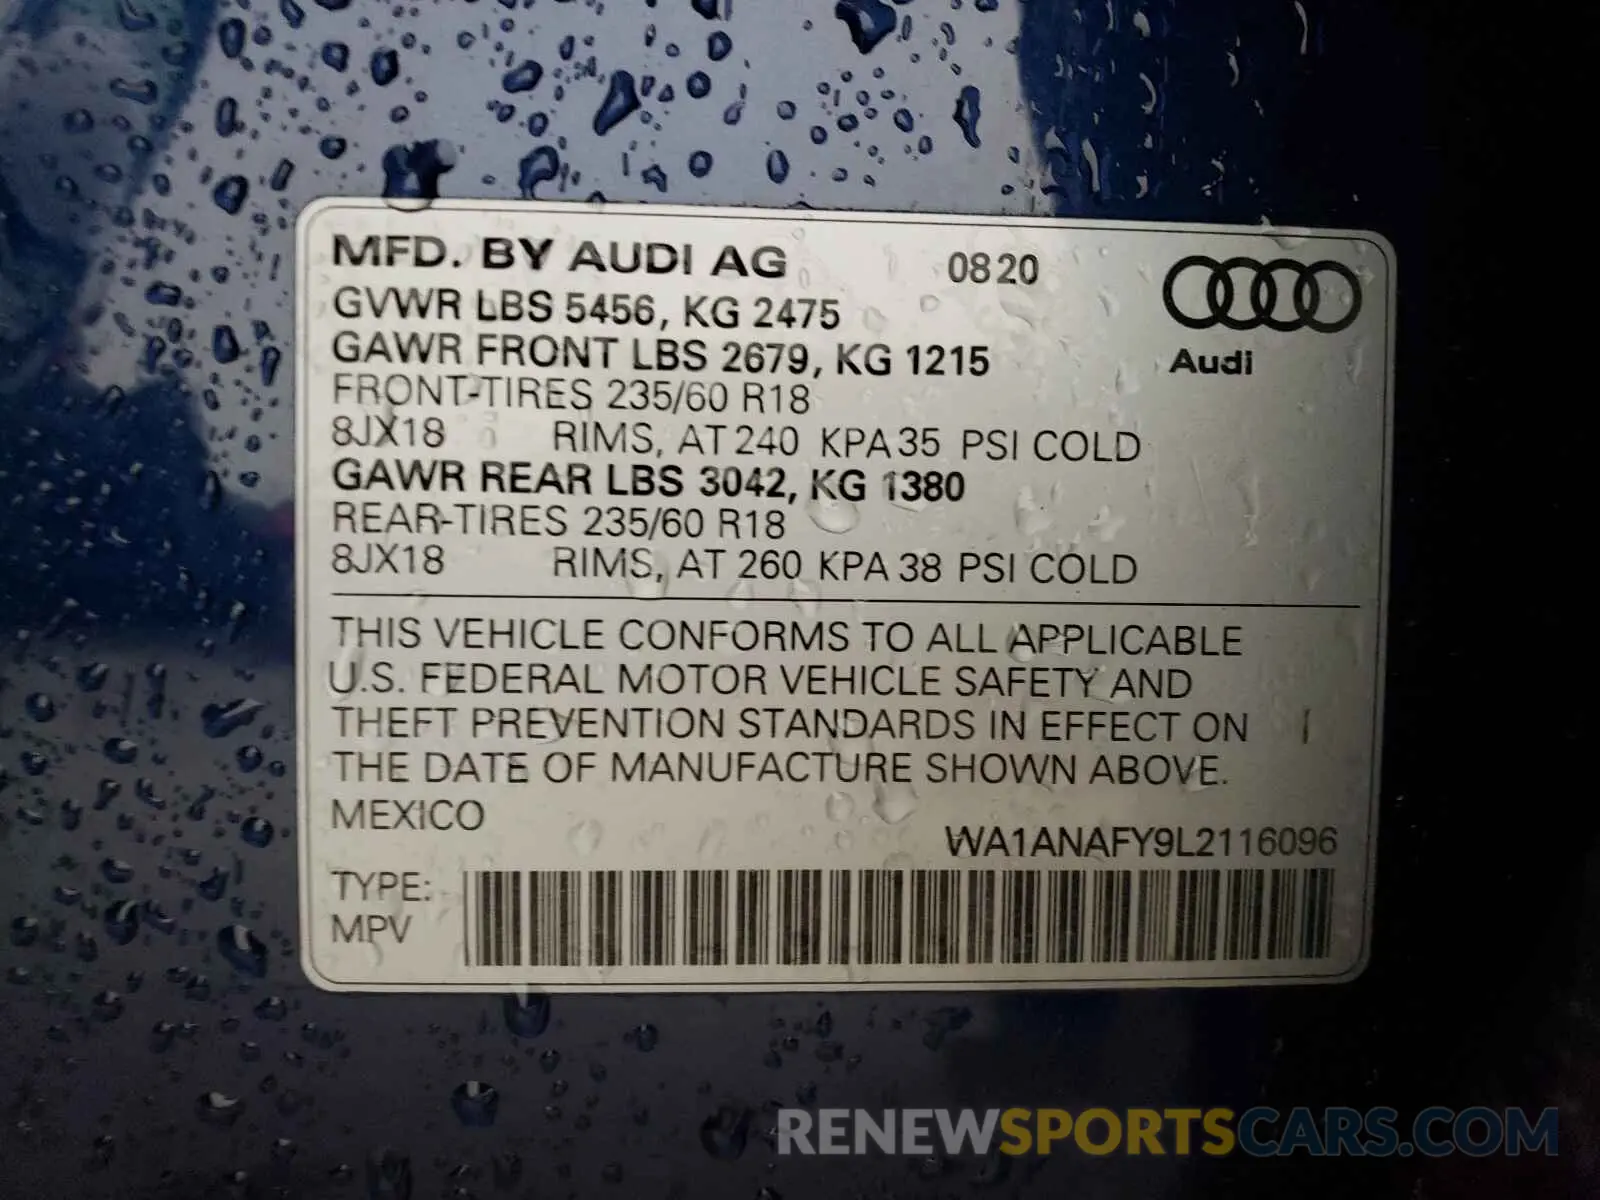 MFD. BY AUDI AG 0820
GVWR LBS 5456, KG 2475
GAWR FRONT LBS 2679, KG 1215
Audi
FRONT-TIRES 235/60 R18
8JX18 RIMS, AT 240 KPA 35 PSI COLD
GAWR REAR LBS 3042, KG 1380
REAR-TIRES 235/60 R18
8JX18 RIMS, AT 260 KPA 38 PSI COLD
THIS VEHICLE CONFORMS TO ALL APPLICABLE
U.S. FEDERAL MOTOR VEHICLE SAFETY AND
THEFT PREVENTION STANDARDS IN EFFECT ON
THE DATE OF MANUFACTURE SHOWN ABOVE.
MEXICO
WA1ANAFY9L2116096
TYPE:
MPV
RENEWSPORTSCARS.COM